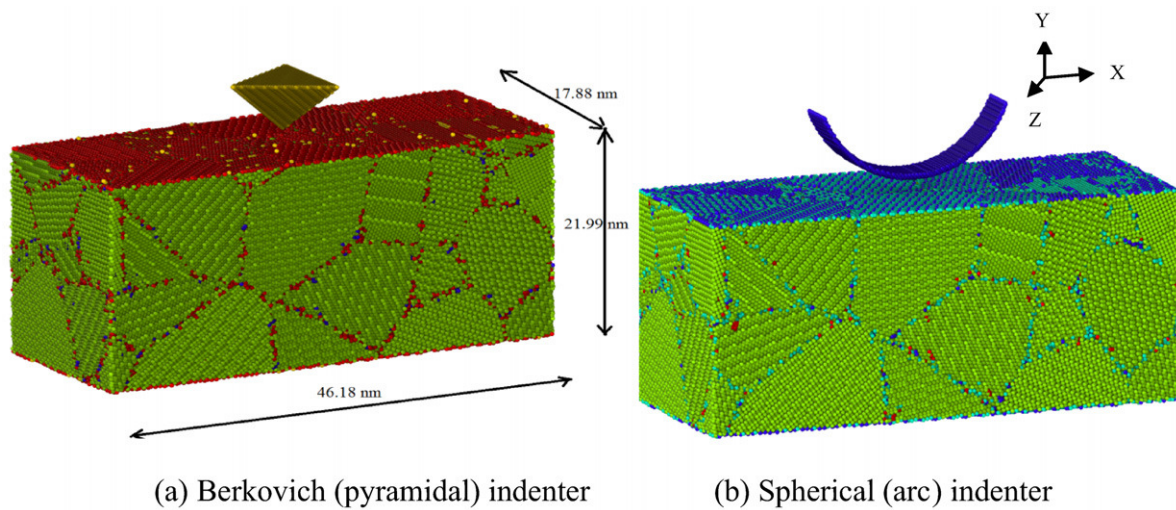 Y
X
Z
17.88 nm
21.99 nm
46.18 nm
(a) Berkovich (pyramidal) indenter
(b) Spherical (arc) indenter